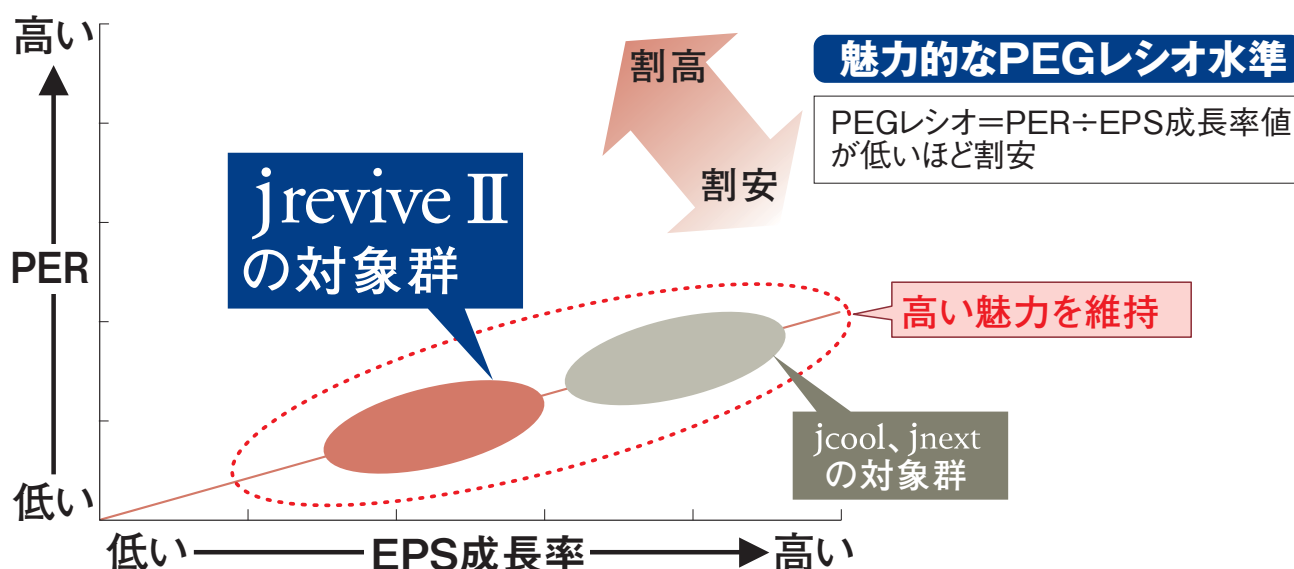 高い
PER
低い
低い
EPS成長率
高い
割高
割安
魅力的なPEGレシオ水準
PEGレシオ=PER÷EPS成長率値
が低いほど割安
jreviveⅡ
の対象群
高い魅力を維持
jcool、jnext
の対象群